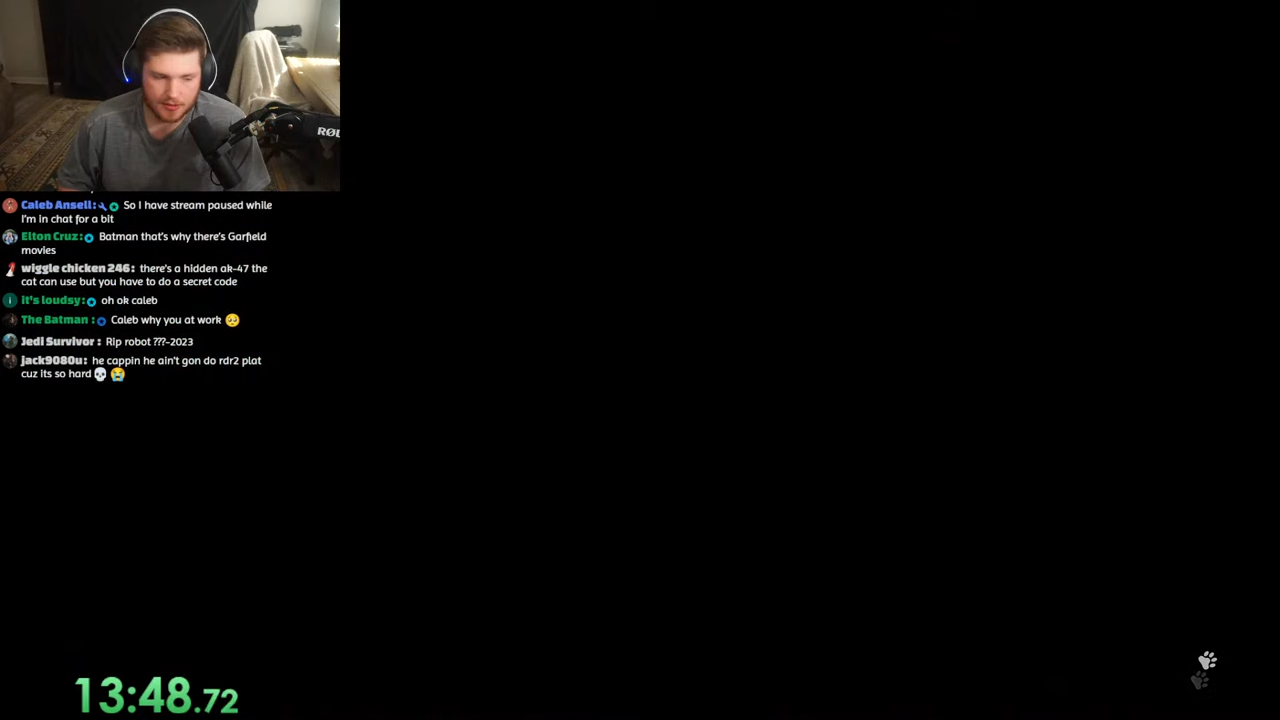 RØD
Caleb Ansell: So I have stream paused while
I'm in chat for a bit
Elton Cruz: Batman that's why there's Garfield
movies
wiggle chicken 246: there's a hidden ak-47 the
cat can use but you have to do a secret code
it's loudsy: oh ok caleb
The Batman : Caleb why you at work 🥺
Jedi Survivor : Rip robot ???-2023
jack9080u: he cappin he ain't gon do rdr2 plat
cuz its so hard💀😭
13:48.72